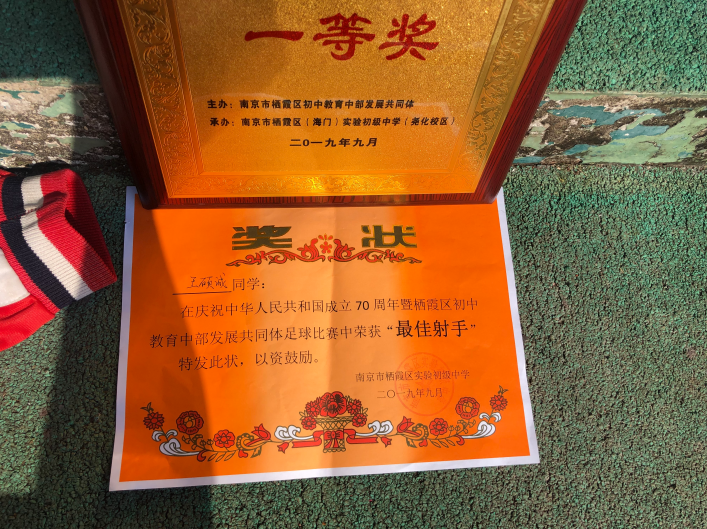 一等奖
主办：南京市栖霞区初中教育中部发展共同体
承办：南京市栖霞区（海门）实验初级中学（尧化校区）
二〇一九年九月
奖状
王硕宬同学：
在庆祝中华人民共和国成立70周年暨栖霞区初中
教育中部发展共同体足球比赛中荣获“最佳射手”
特发此状，以资鼓励。
南京市栖霞区实验初级中学
二〇一九年九月